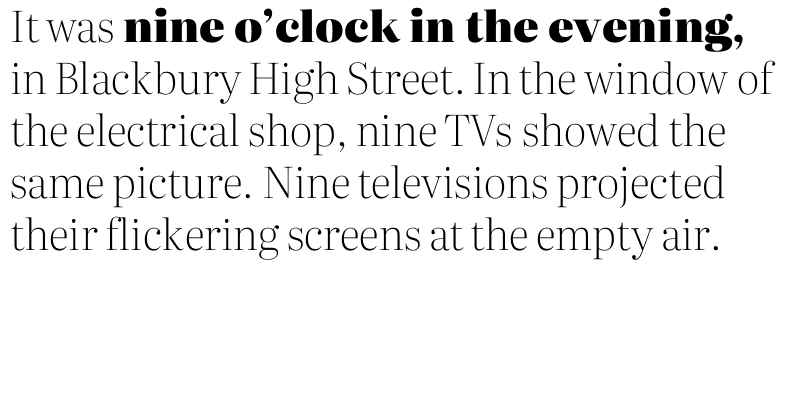 It was nine o’clock in the evening,
in Blackbury High Street. In the window of
the electrical shop, nine TVs showed the
same picture. Nine televisions projected
their flickering screens at the empty air.